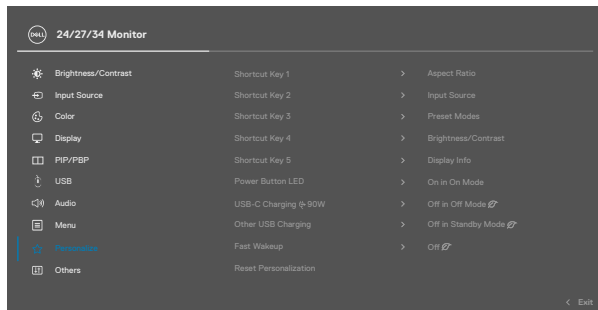 DELL 24/27/34 Monitor
Brightness/Contrast Shortcut Key 1 > Aspect Ratio
Input Source Shortcut Key 2 > Input Source
Color Shortcut Key 3 > Preset Modes
Display Shortcut Key 4 > Brightness/Contrast
PIP/PBP Shortcut Key 5 > Display Info
USB Power Button LED > On in On Mode
Audio USB-C Charging 90W > Off in Off Mode
Menu Other USB Charging > Off in Standby Mode
Personalize Fast Wakeup > Off
Others Reset Personalization
< Exit